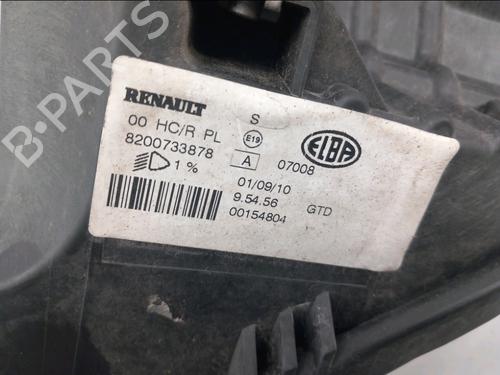 RENAULT S
00 HC/R PL E19 ELBA
8200733878 A 07008
1 %
01/09/10
9.54.56 GTD
00154804
B-PARTS